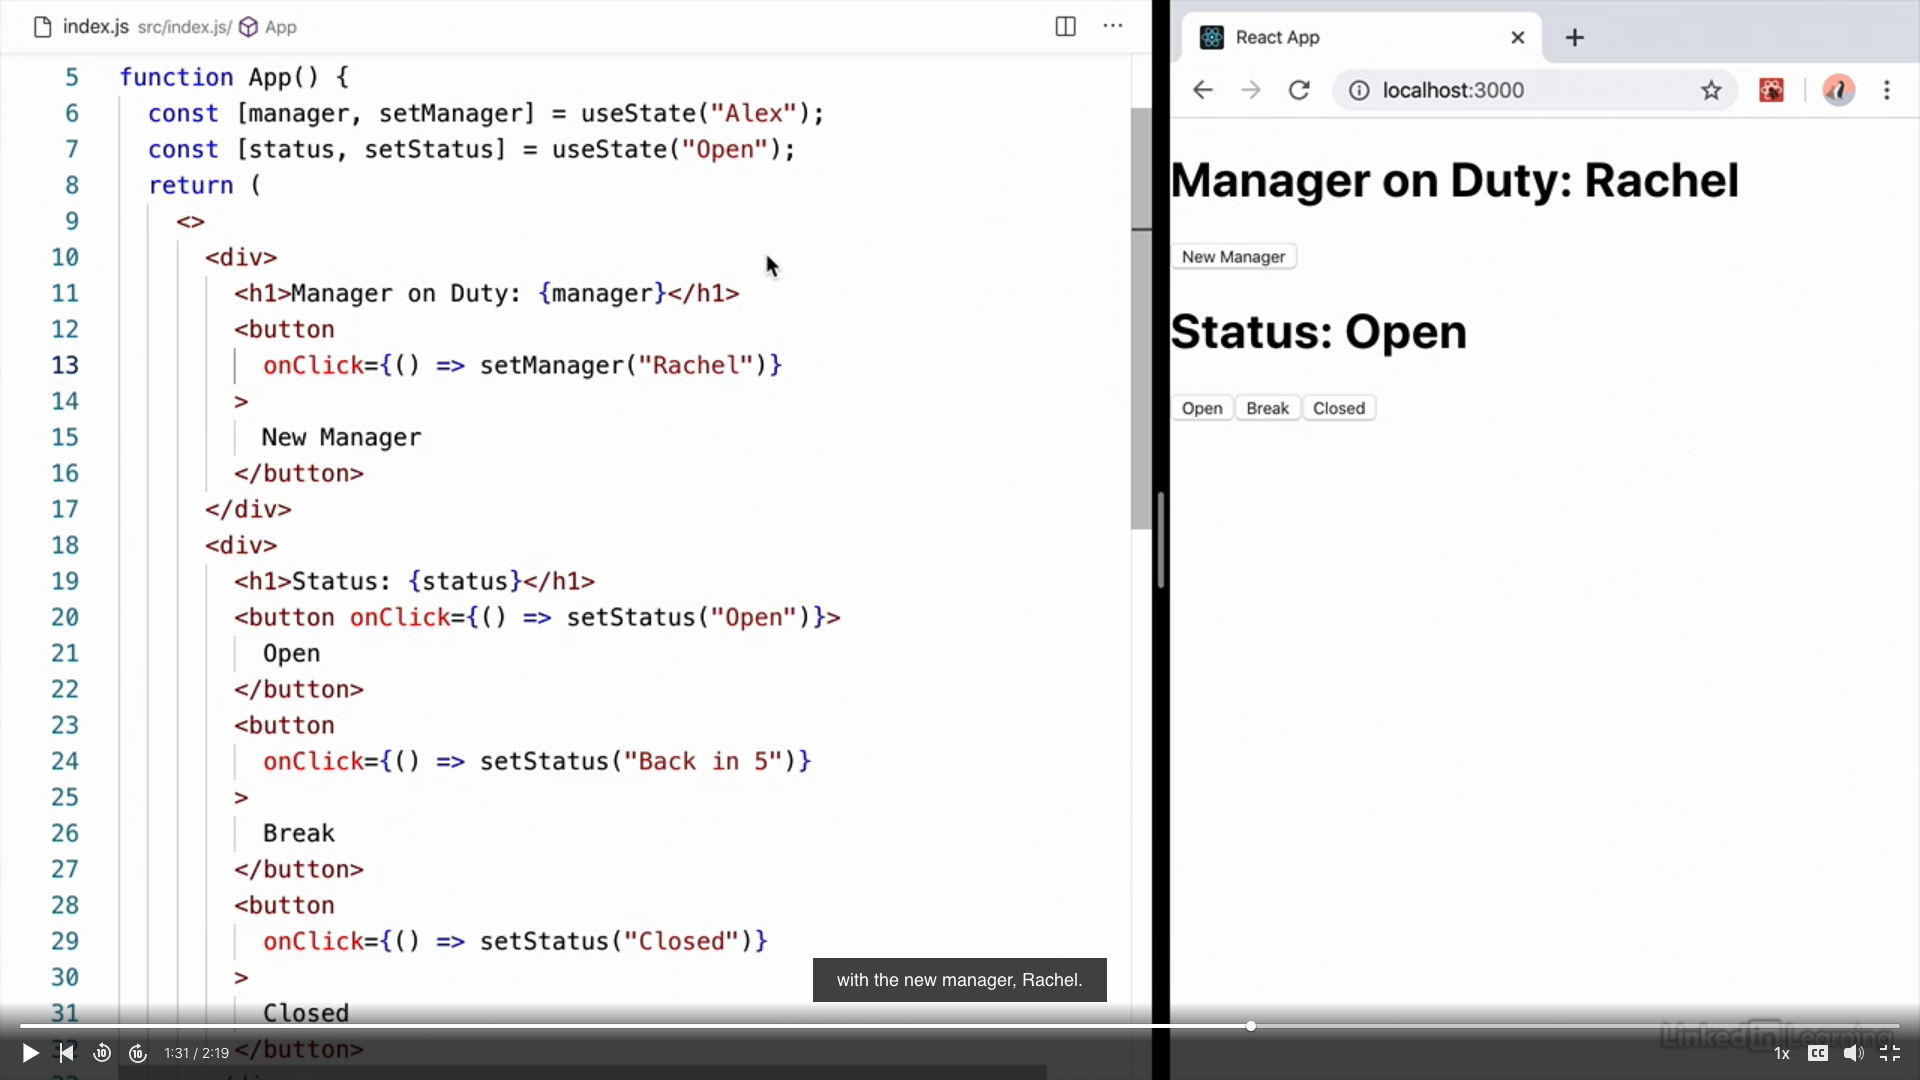 index.js src/index.js/ App
5 function App() {
6 const [manager, setManager] = useState("Alex");
7 const [status, setStatus] = useState("Open");
8 return (
9 <>
10 <div>
11 <h1>Manager on Duty: {manager}</h1>
12 <button
13 onClick={() => setManager("Rachel")}
14 >
15 New Manager
16 </button>
17 </div>
18 <div>
19 <h1>Status: {status}</h1>
20 <button onClick={() => setStatus("Open")}>
21 Open
22 </button>
23 <button
24 onClick={() => setStatus("Back in 5")}
25 >
26 Break
27 </button>
28 <button
29 onClick={() => setStatus("Closed")}
30 >
31 Closed
32 </button>
React App
localhost:3000
Manager on Duty: Rachel
New Manager
Status: Open
Open Break Closed
with the new manager, Rachel.
LinkedIn Learning
10 10 1:31 / 2:19
1x CC